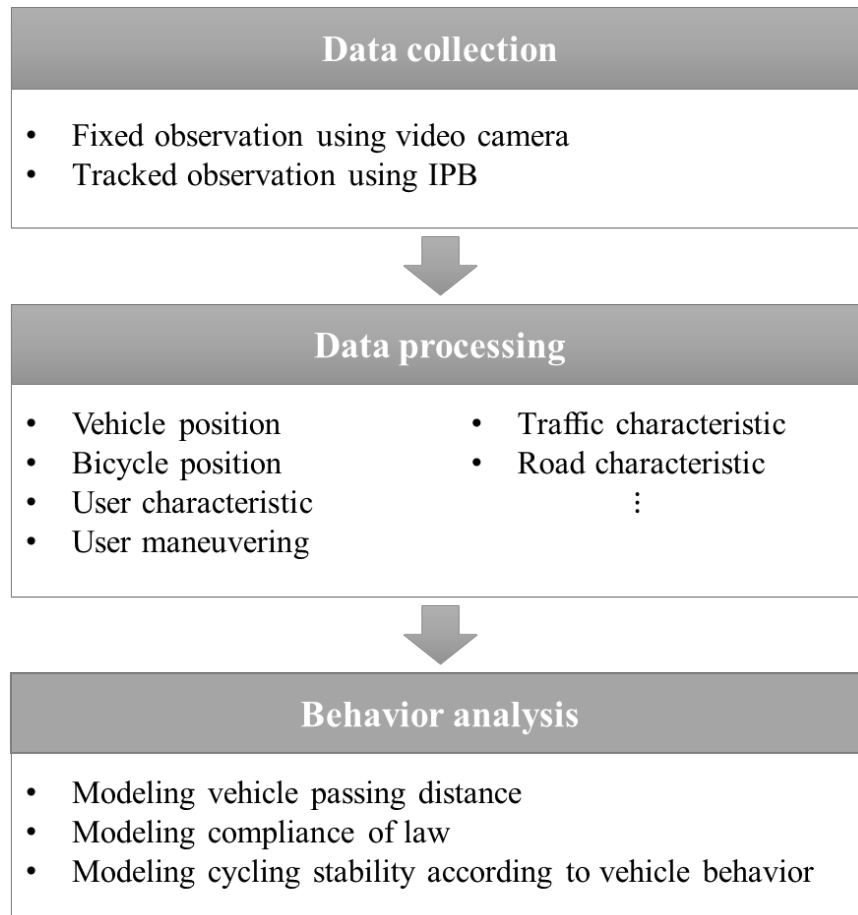 Data collection
• Fixed observation using video camera
• Tracked observation using IPB
Data processing
• Vehicle position
• Bicycle position
• User characteristic
• User maneuvering
• Traffic characteristic
• Road characteristic
⋮
Behavior analysis
• Modeling vehicle passing distance
• Modeling compliance of law
• Modeling cycling stability according to vehicle behavior